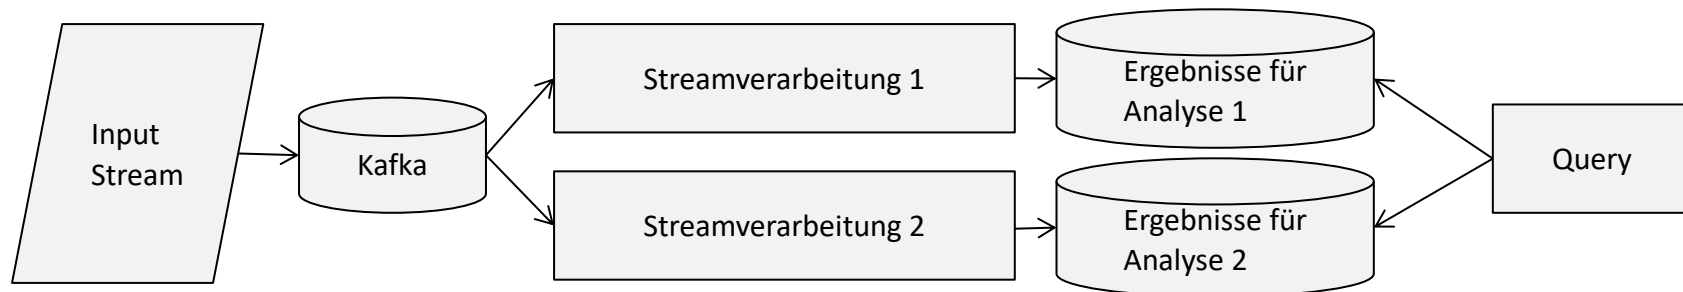 Input
Stream
Kafka
Streamverarbeitung 1
Streamverarbeitung 2
Ergebnisse für
Analyse 1
Ergebnisse für
Analyse 2
Query